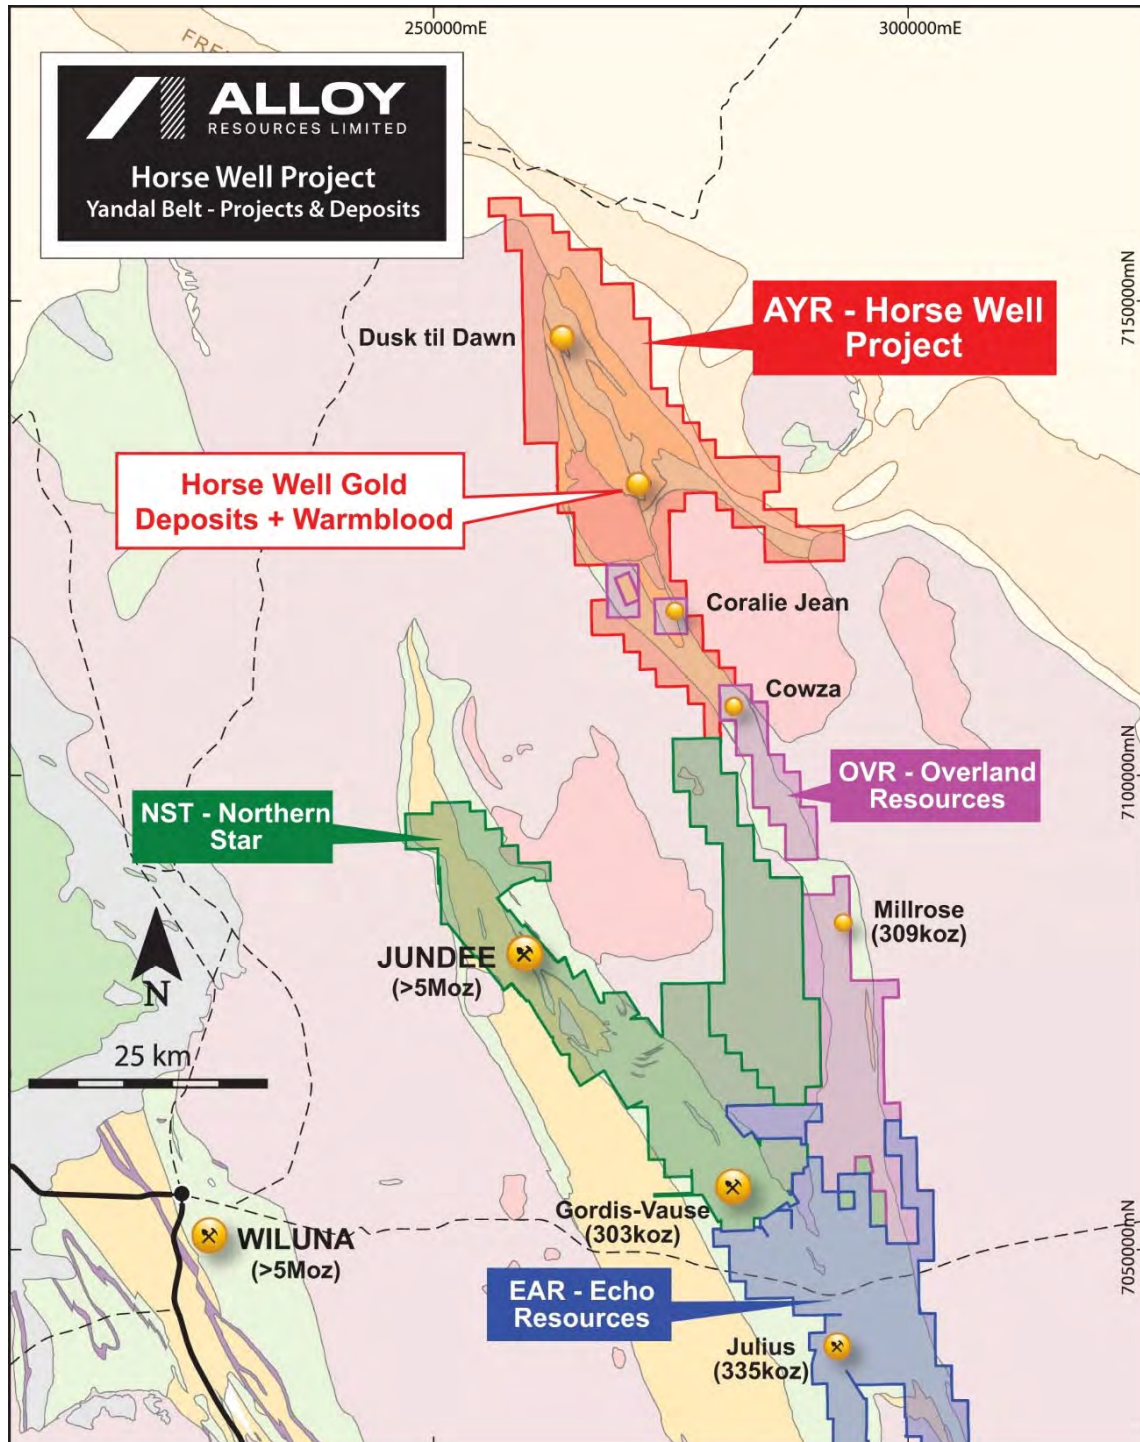 250000mE
300000mE
FRE
ALLOY
RESOURCES LIMITED
Horse Well Project
Yandal Belt - Projects & Deposits
7150000mN
AYR - Horse Well
Project
Dusk til Dawn
Horse Well Gold
Deposits + Warmblood
Coralie Jean
Cowza
OVR - Overland
Resources
7100000mN
NST - Northern
Star
Millrose
(309koz)
JUNDEE
(>5Moz)
N
25 km
Gordis-Vause
(303koz)
WILUNA
(>5Moz)
7050000mN
EAR - Echo
Resources
Julius
(335koz)